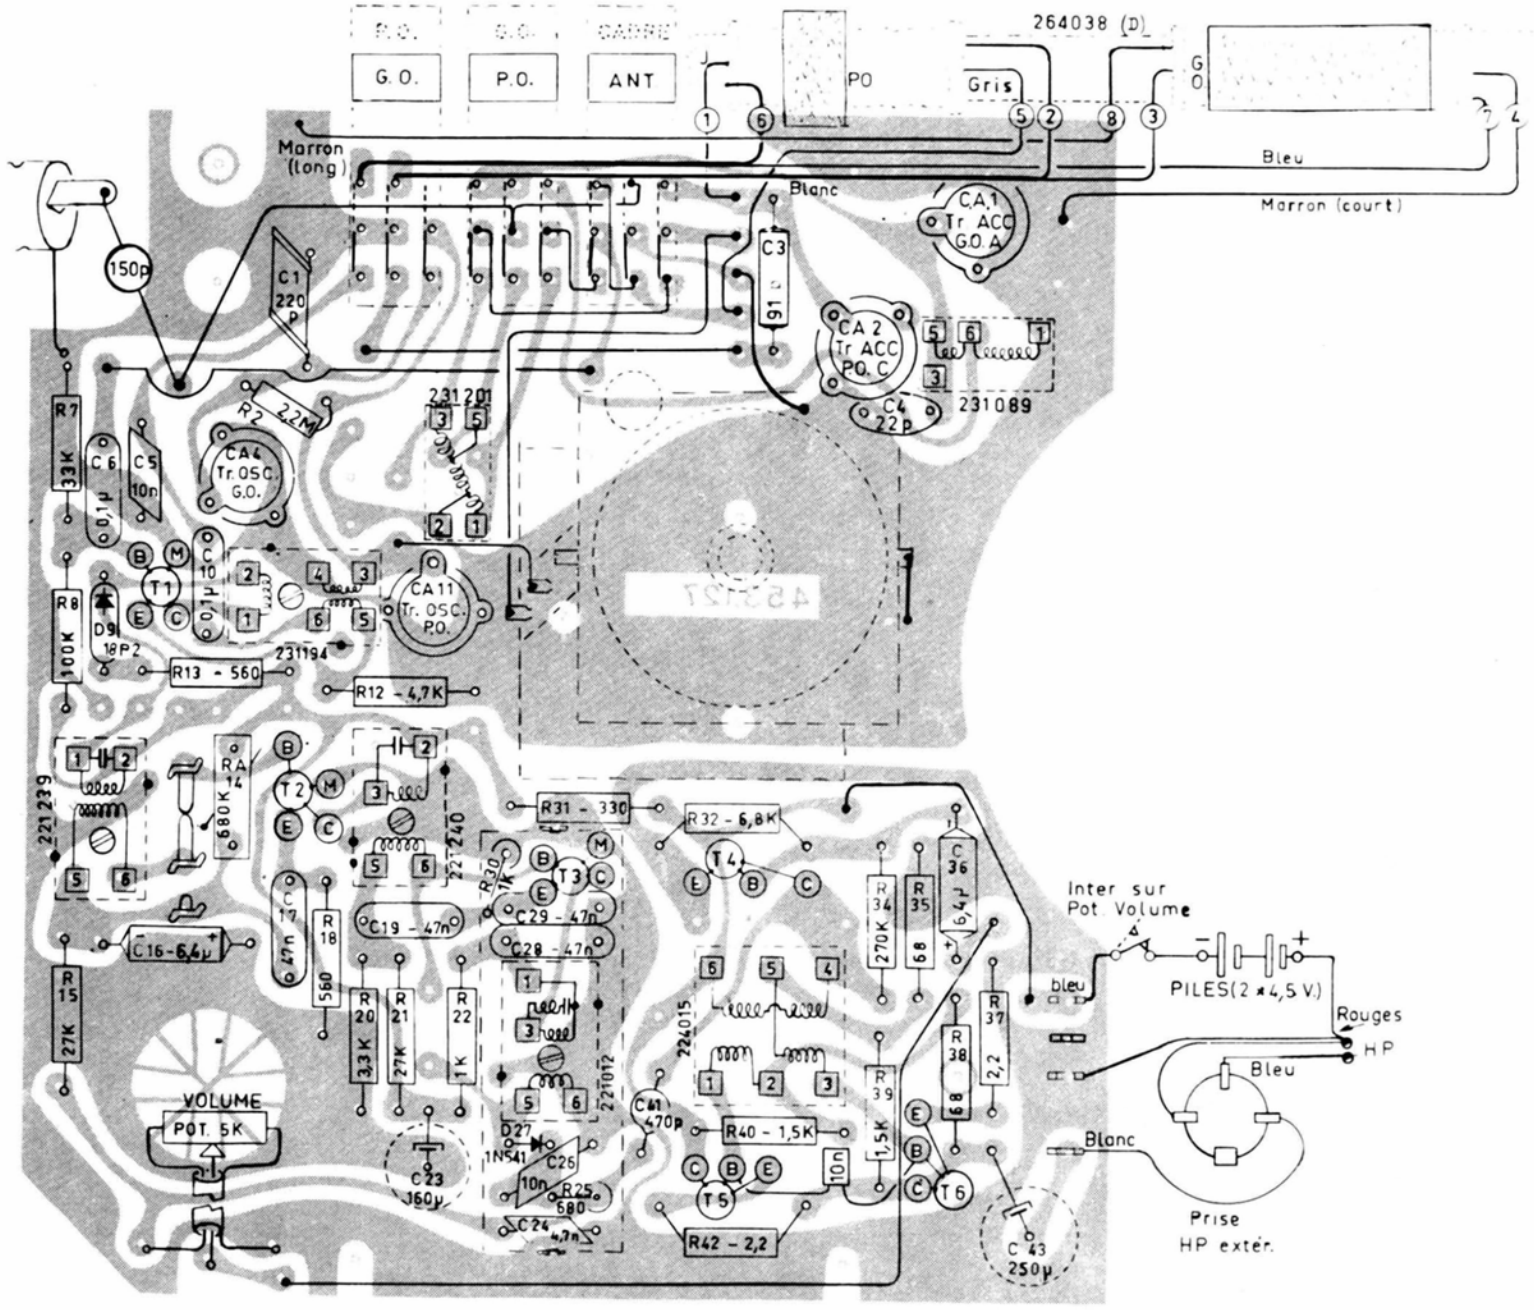 P.O.
G.O.
CADRE
264038 (D)
G.O.
P.O.
ANT
PO
Gris
G
O
1
6
5
2
8
3
7
4
Marron
(long)
Bleu
Blanc
Marron (court)
C.A.1
Tr. ACC
G.O. A
150p
C1
220
p
C3
91 p
CA 2
Tr ACC
P.O. C
5
6
1
3
231089
C4
22p
231201
3
5
2
1
R2
2,2M
R7
33K
C6
0,1µ
C5
10n
CA4
Tr. OSC.
G.O.
B
M
T1
E
C
C
10
0,1µ
2
4
3
1
6
5
231194
CA11
Tr. OSC.
P.O.
453127
R8
100K
D9
18P2
R13 - 560
R12 - 4,7K
1
2
5
6
221239
RA
14
680K
B
T2
M
E
C
2
3
5
6
221240
R31 - 330
R32 - 6,8K
R30
1K
B
M
T3
C
E
T4
E
B
C
C29 - 47n
C28 - 47n
C19 - 47n
C
17
47n
R
18
560
C16 - 6,4µ
- +
R
15
27K
R
20
3,3K
R
21
27K
R
22
1K
1
3
5
6
221012
6
5
4
1
2
3
224015
R
34
270K
R
35
68
C
36
6,4µ
-
+
R
37
2,2
R
38
68
R
39
1,5K
Inter sur
Pot. Volume
- +
PILES (2 * 4,5 V.)
bleu
Rouges
HP
Bleu
Blanc
Prise
HP extér.
VOLUME
POT. 5K
C23
160µ
D27
1N541
C26
10n
R25
680
C24
4,7n
C41
470p
R40 - 1,5K
10n
C
B
E
T5
R42 - 2,2
E
B
C
T6
C 43
250µ